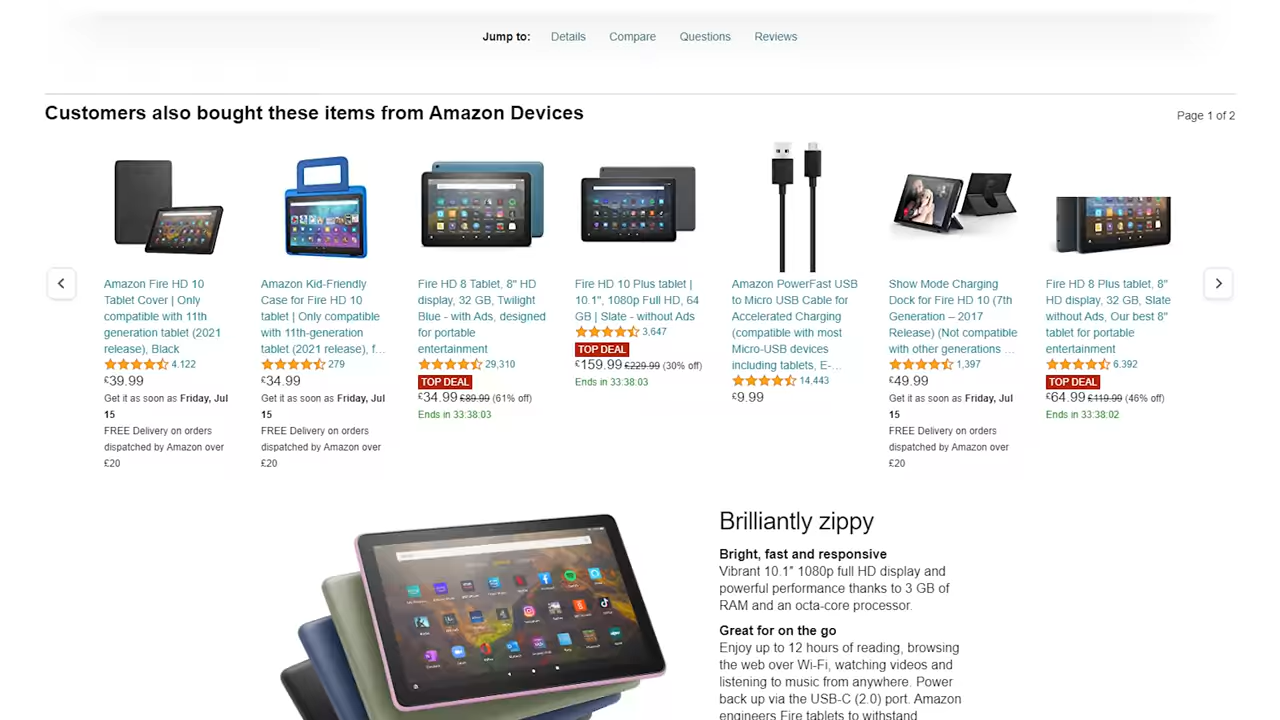 Jump to: Details Compare Questions Reviews
Customers also bought these items from Amazon Devices
Page 1 of 2
Amazon Fire HD 10
Tablet Cover | Only
compatible with 11th
generation tablet (2021
release), Black
4,122
£39.99
Get it as soon as Friday, Jul
15
FREE Delivery on orders
dispatched by Amazon over
£20
Amazon Kid-Friendly
Case for Fire HD 10
tablet | Only compatible
with 11th-generation
tablet (2021 release), f…
279
£34.99
Get it as soon as Friday, Jul
15
FREE Delivery on orders
dispatched by Amazon over
£20
Fire HD 8 Tablet, 8" HD
display, 32 GB, Twilight
Blue - with Ads, designed
for portable
entertainment
29,310
TOP DEAL
£34.99 £89.99 (61% off)
Ends in 33:38:03
Fire HD 10 Plus tablet |
10.1", 1080p Full HD, 64
GB | Slate - without Ads
3,647
TOP DEAL
£159.99 £229.99 (30% off)
Ends in 33:38:03
Amazon PowerFast USB
to Micro USB Cable for
Accelerated Charging
(compatible with most
Micro-USB devices
including tablets, E-…
14,443
£9.99
Show Mode Charging
Dock for Fire HD 10 (7th
Generation – 2017
Release) (Not compatible
with other generations …
1,397
£49.99
Get it as soon as Friday, Jul
15
FREE Delivery on orders
dispatched by Amazon over
£20
Fire HD 8 Plus tablet, 8"
HD display, 32 GB, Slate
without Ads, Our best 8"
tablet for portable
entertainment
6,392
TOP DEAL
£64.99 £119.99 (46% off)
Ends in 33:38:02
Brilliantly zippy
Bright, fast and responsive
Vibrant 10.1" 1080p full HD display and
powerful performance thanks to 3 GB of
RAM and an octa-core processor.
Great for on the go
Enjoy up to 12 hours of reading, browsing
the web over Wi-Fi, watching videos and
listening to music from anywhere. Power
back up via the USB-C (2.0) port. Amazon
engineers Fire tablets to withstand